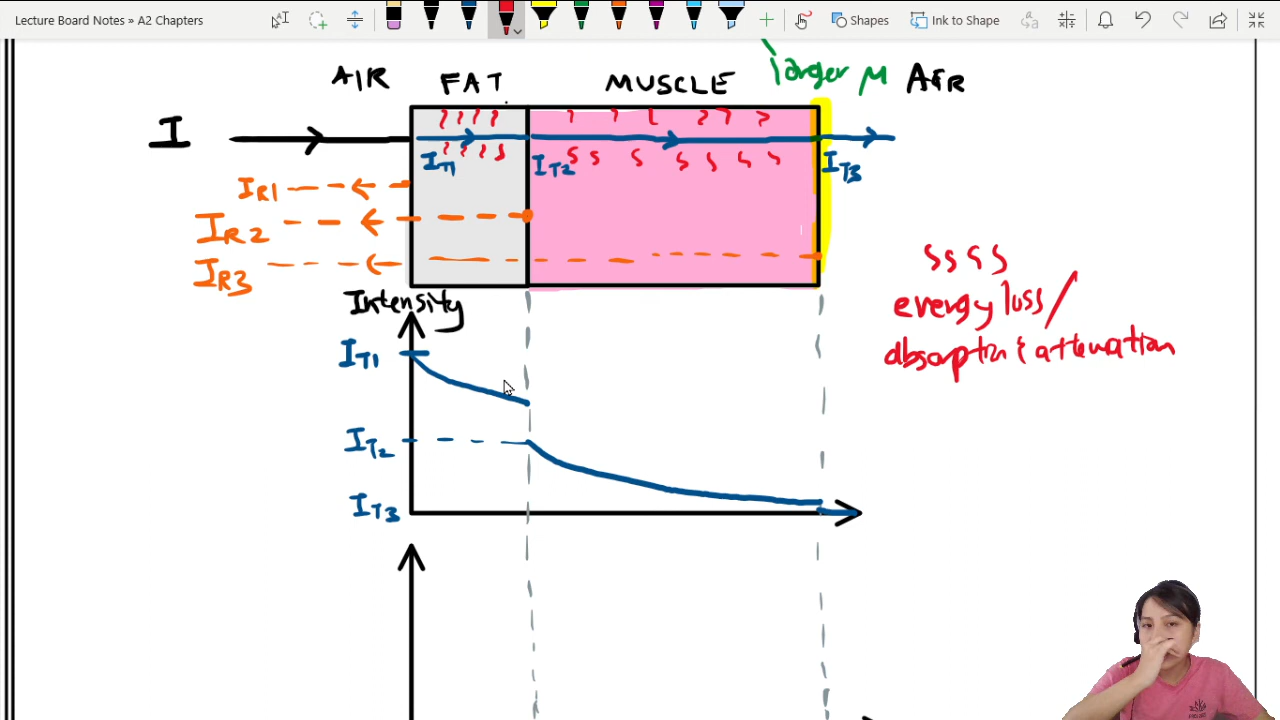 Lecture Board Notes » A2 Chapters
Shapes
Ink to Shape
larger μ
AIR FAT MUSCLE AIR
I
IT1 IT2 IT3
IR1
IR2
IR3
Intensity
energy loss/
absorptn & attenuation
IT1
IT2
IT3